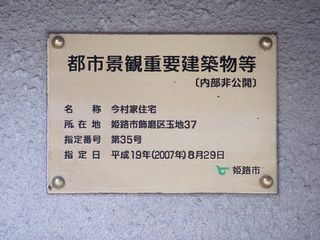 都市景観重要建築物等
(内部非公開)
名 称 今村家住宅
所在地 姫路市飾磨区玉地37
指定番号 第35号
指定日 平成19年(2007年)8月29日
姫路市